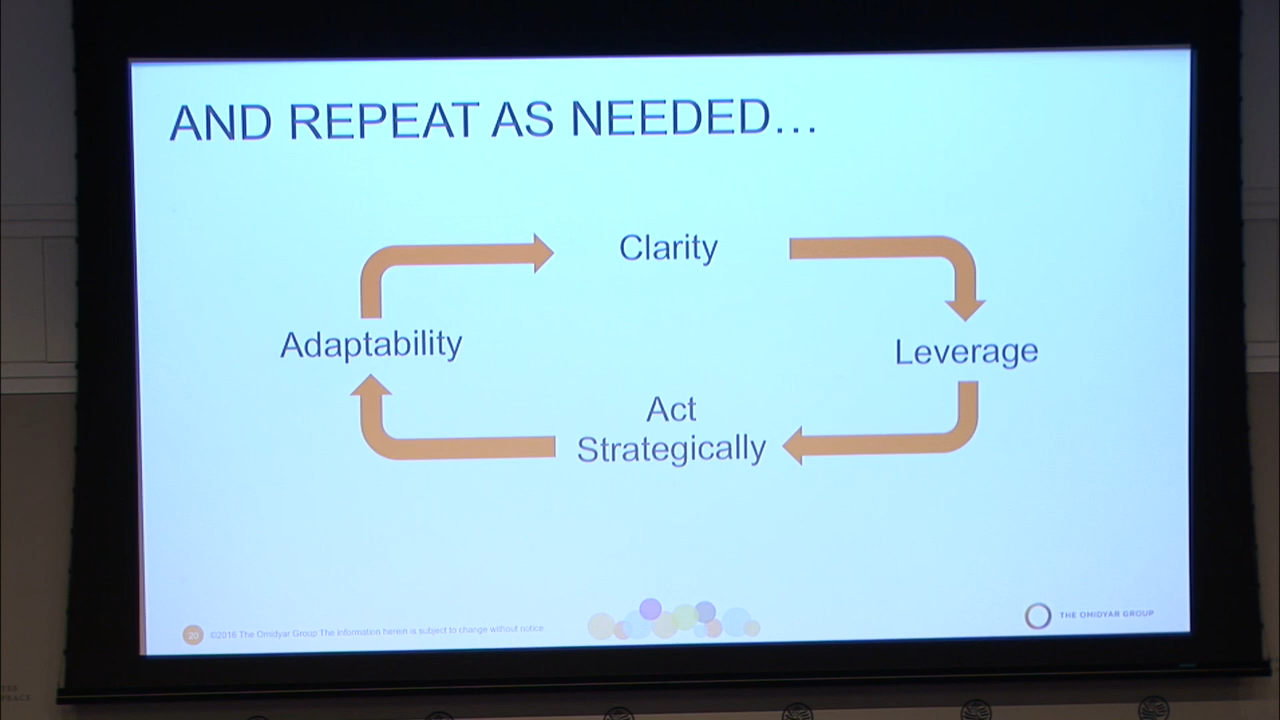 AND REPEAT AS NEEDED...
Clarity
Adaptability
Leverage
Act
Strategically
20
©2016 The Omidyar Group The information herein is subject to change without notice.
THE OMIDYAR GROUP